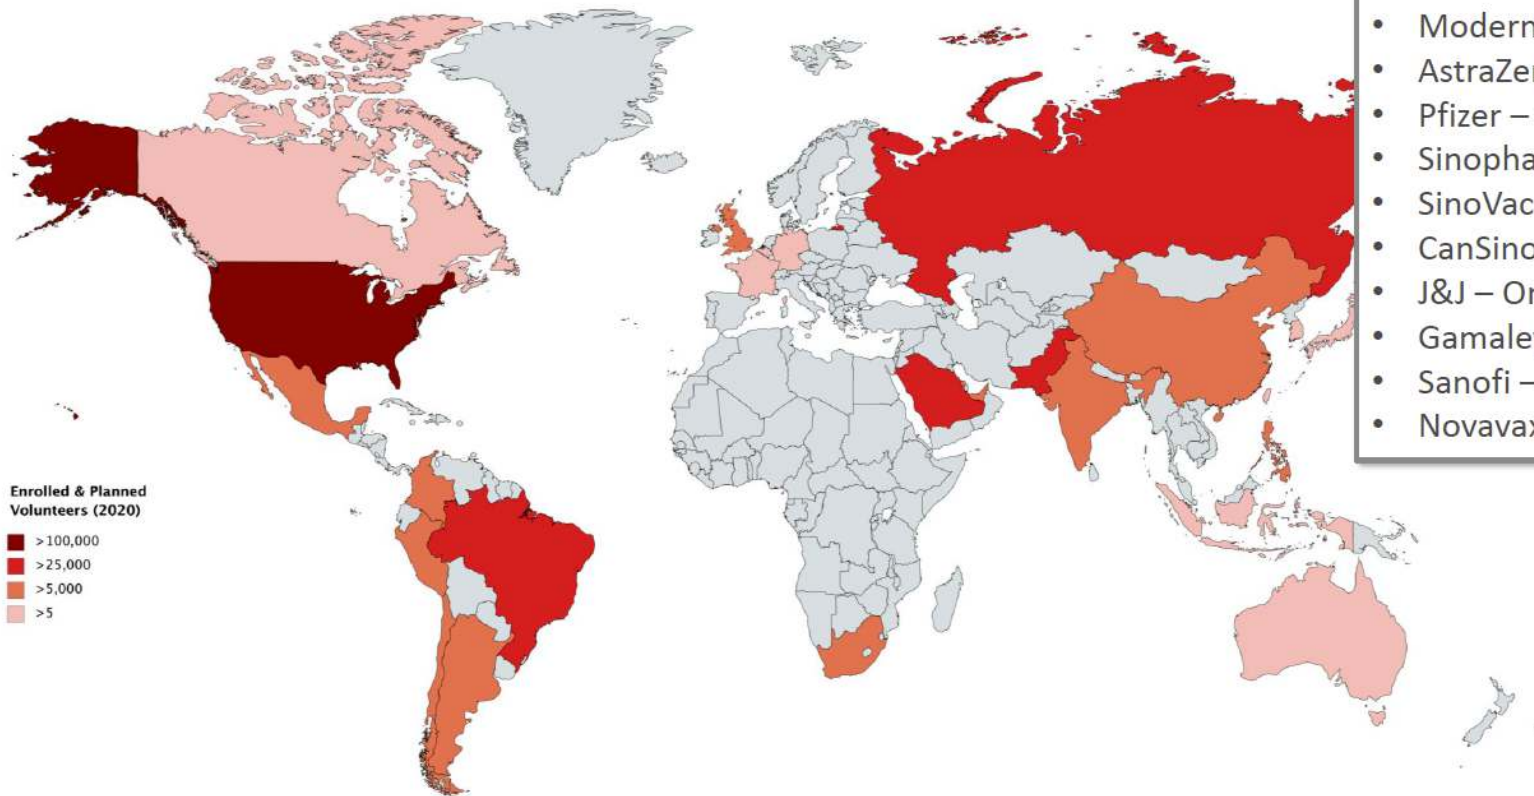 Enrolled & Planned
Volunteers (2020)
>100,000
>25,000
>5,000
>5
• Modern
• AstraZe
• Pfizer –
• Sinopha
• SinoVac
• CanSino
• J&J – Or
• Gamale
• Sanofi –
• Novavax